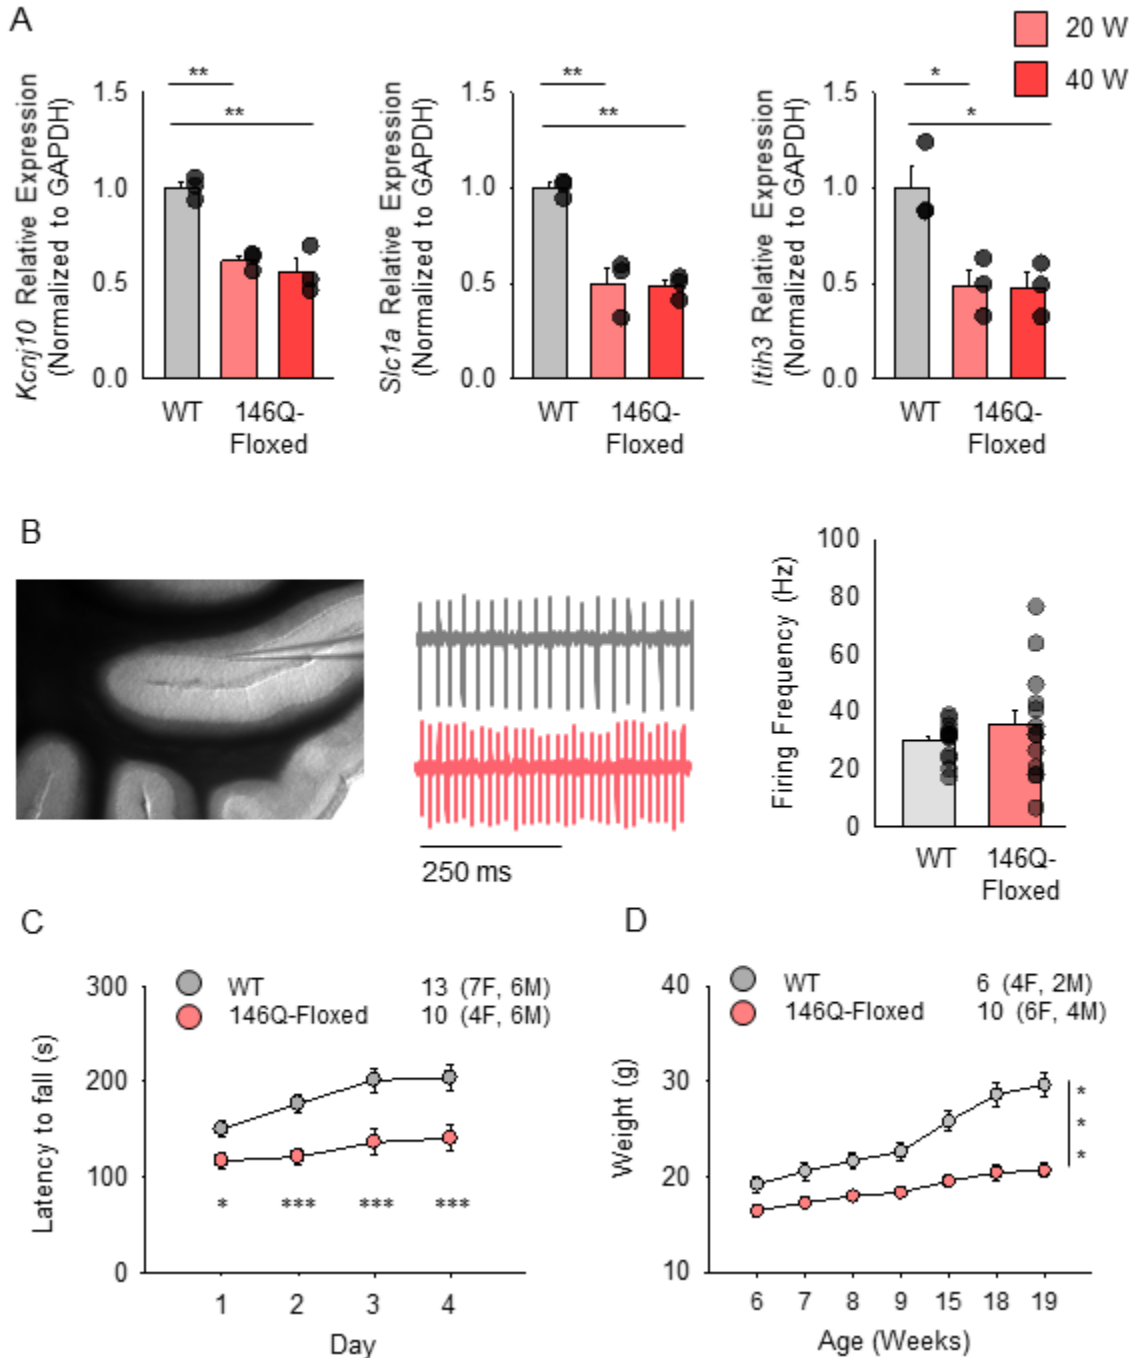 A
20 W
40 W
Kcnj10 Relative Expression
(Normalized to GAPDH)
1.5
1.0
0.5
0.0
**
**
WT
146Q-
Floxed
Slc1a Relative Expression
(Normalized to GAPDH)
1.5
1.0
0.5
0.0
**
**
WT
146Q-
Floxed
Itih3 Relative Expression
(Normalized to GAPDH)
1.5
1.0
0.5
0.0
*
*
WT
146Q-
Floxed
B
250 ms
Firing Frequency (Hz)
100
80
60
40
20
0
WT
146Q-
Floxed
C
WT 13 (7F, 6M)
146Q-Floxed 10 (4F, 6M)
Latency to fall (s)
300
200
100
0
* *** *** ***
1 2 3 4
Day
D
WT 6 (4F, 2M)
146Q-Floxed 10 (6F, 4M)
Weight (g)
40
30
20
10
*
*
*
6 7 8 9 15 18 19
Age (Weeks)